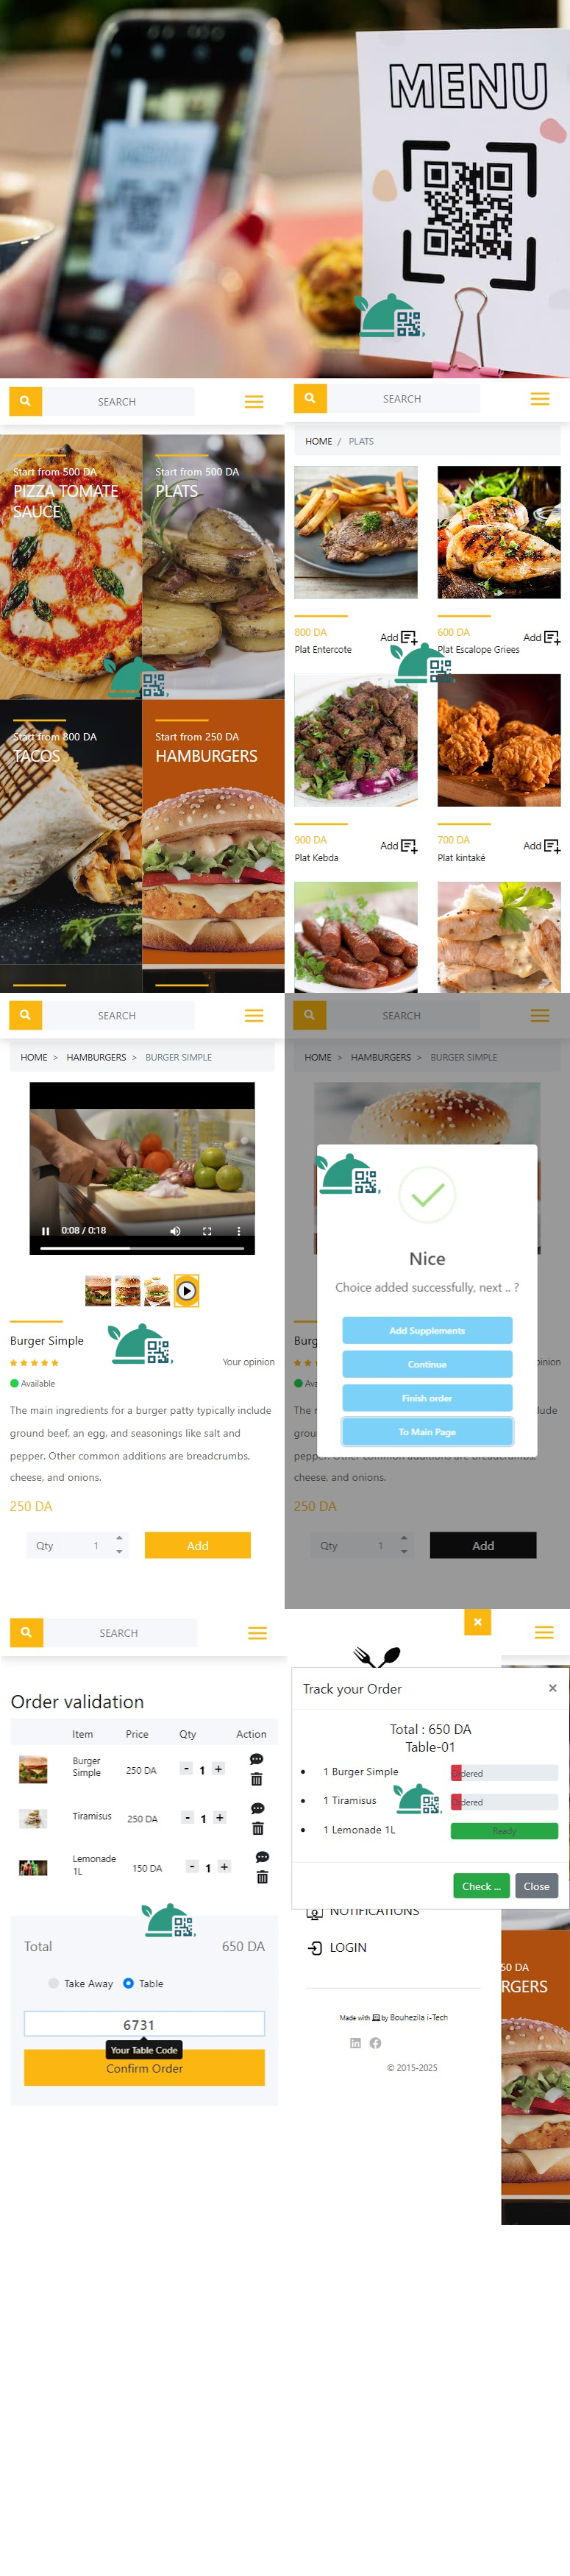 MENU
SEARCH
Start from 500 DA
PIZZA TOMATE
SAUCE
Start from 500 DA
PLATS
Start from 800 DA
TACOS
Start from 250 DA
HAMBURGERS
SEARCH
HOME / PLATS
800 DA
Add
Plat Entercote
600 DA
Add
Plat Escalope Griees
900 DA
Add
Plat Kebda
700 DA
Add
Plat kintaké
SEARCH
HOME > HAMBURGERS > BURGER SIMPLE
0:08 / 0:18
Burger Simple
Your opinion
Available
The main ingredients for a burger patty typically include
ground beef, an egg, and seasonings like salt and
pepper. Other common additions are breadcrumbs,
cheese, and onions.
250 DA
Qty 1
Add
SEARCH
HOME > HAMBURGERS > BURGER SIMPLE
Nice
Choice added successfully, next .. ?
Add Supplements
Continue
Finish order
To Main Page
cheese, and onions.
250 DA
Qty 1
Add
SEARCH
Order validation
Item Price Qty Action
Burger
Simple
250 DA
- 1 +
Tiramisus
250 DA
- 1 +
Lemonade
1L
150 DA
- 1 +
Total 650 DA
Take Away Table
6731
Your Table Code
Confirm Order
×
Track your Order ×
Total : 650 DA
Table-01
1 Burger Simple Ordered
1 Tiramisus Ordered
1 Lemonade 1L Ready
Check ... Close
NOTIFICATIONS
LOGIN
Made with by Bouhezila i-Tech
© 2015-2025
50 DA
RGERS